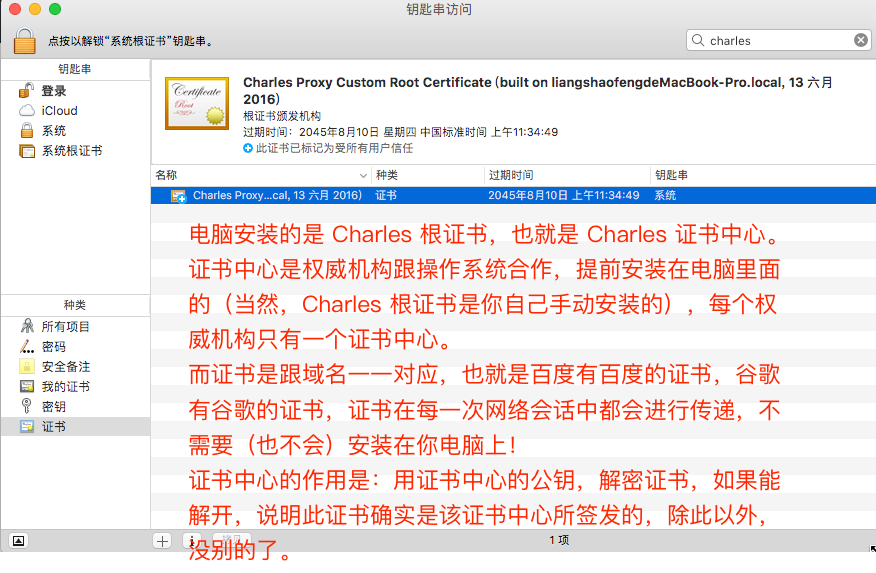 钥匙串访问
点按以解锁“系统根证书”钥匙串。
charles
钥匙串
登录
iCloud
系统
系统根证书
Charles Proxy Custom Root Certificate (built on liangshaofengdeMacBook-Pro.local, 13 六月
2016)
根证书颁发机构
过期时间：2045年8月10日 星期四 中国标准时间 上午11:34:49
此证书已标记为受所有用户信任
Certificate
Root
名称 种类 过期时间 钥匙串
Charles Proxy...cal, 13 六月 2016) 证书 2045年8月10日 上午11:34:49 系统
电脑安装的是 Charles 根证书，也就是 Charles 证书中心。
证书中心是权威机构跟操作系统合作，提前安装在电脑里面
的（当然，Charles 根证书是你自己手动安装的），每个权
威机构只有一个证书中心。
而证书是跟域名一一对应，也就是百度有百度的证书，谷歌
有谷歌的证书，证书在每一次网络会话中都会进行传递，不
需要（也不会）安装在你电脑上！
证书中心的作用是：用证书中心的公钥，解密证书，如果能
解开，说明此证书确实是该证书中心所签发的，除此以外，
没别的了。
种类
所有项目
密码
安全备注
我的证书
密钥
证书
1 项